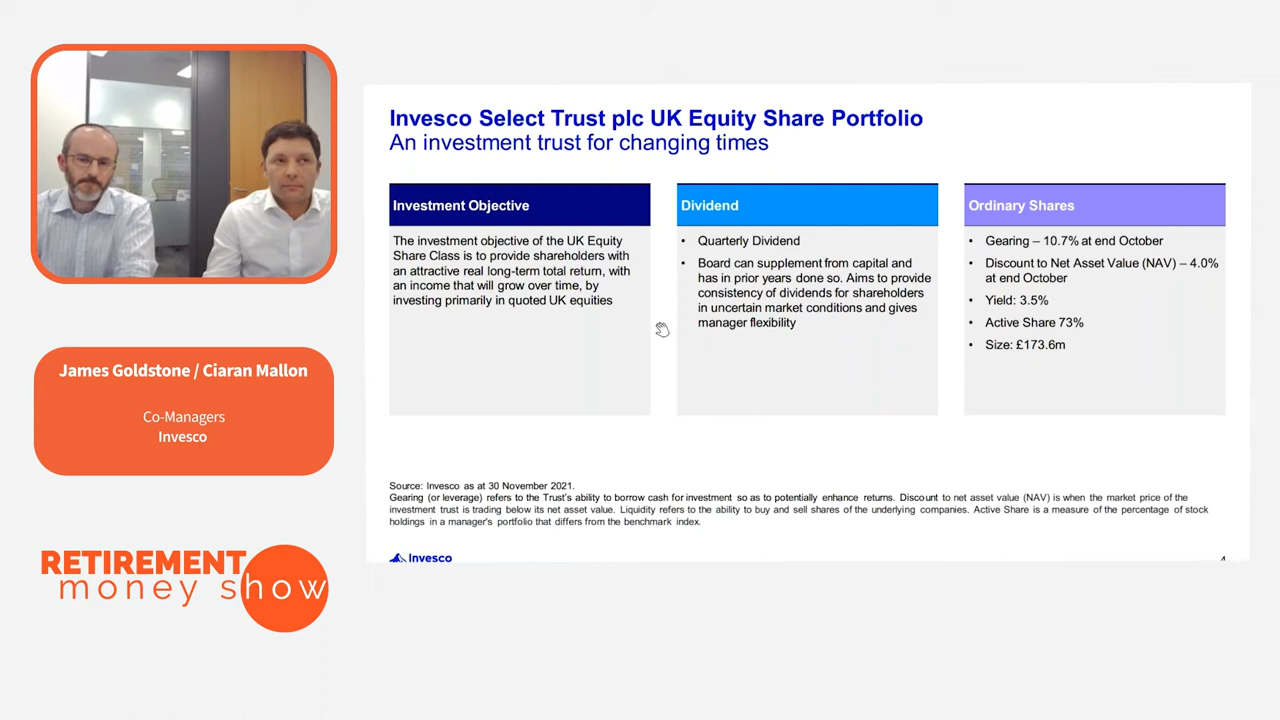 Invesco Select Trust plc UK Equity Share Portfolio
An investment trust for changing times
Investment Objective
The investment objective of the UK Equity
Share Class is to provide shareholders with
an attractive real long-term total return, with
an income that will grow over time, by
investing primarily in quoted UK equities
Dividend
• Quarterly Dividend
• Board can supplement from capital and
has in prior years done so. Aims to provide
consistency of dividends for shareholders
in uncertain market conditions and gives
manager flexibility
Ordinary Shares
• Gearing – 10.7% at end October
• Discount to Net Asset Value (NAV) – 4.0%
at end October
• Yield: 3.5%
• Active Share 73%
• Size: £173.6m
Source: Invesco as at 30 November 2021.
Gearing (or leverage) refers to the Trust's ability to borrow cash for investment so as to potentially enhance returns. Discount to net asset value (NAV) is when the market price of the
investment trust is trading below its net asset value. Liquidity refers to the ability to buy and sell shares of the underlying companies. Active Share is a measure of the percentage of stock
holdings in a manager's portfolio that differs from the benchmark index.
Invesco
4
James Goldstone / Ciaran Mallon
Co-Managers
Invesco
RETIREMENT
money show